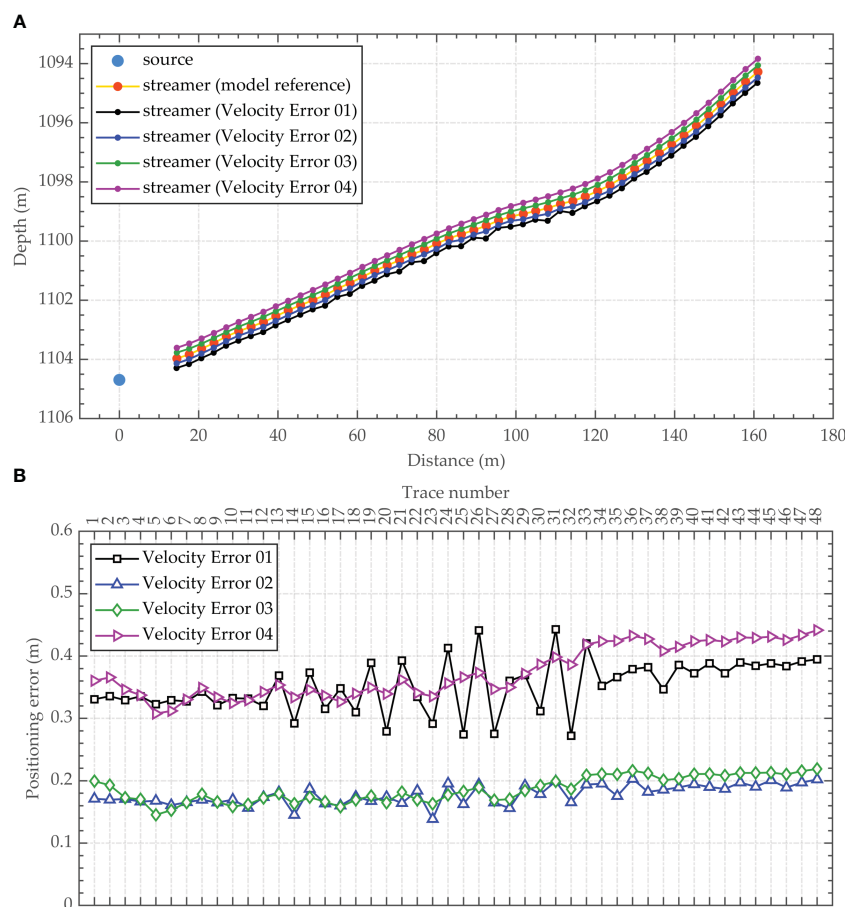 A
1094
1096
1098
1100
1102
1104
1106
Depth (m)
source
streamer (model reference)
streamer (Velocity Error 01)
streamer (Velocity Error 02)
streamer (Velocity Error 03)
streamer (Velocity Error 04)
0 20 40 60 80 100 120 140 160 180
Distance (m)
B
Trace number
1 2 3 4 5 6 7 8 9 10 11 12 13 14 15 16 17 18 19 20 21 22 23 24 25 26 27 28 29 30 31 32 33 34 35 36 37 38 39 40 41 42 43 44 45 46 47 48
0.6
0.5
0.4
0.3
0.2
0.1
0
Positioning error (m)
Velocity Error 01
Velocity Error 02
Velocity Error 03
Velocity Error 04